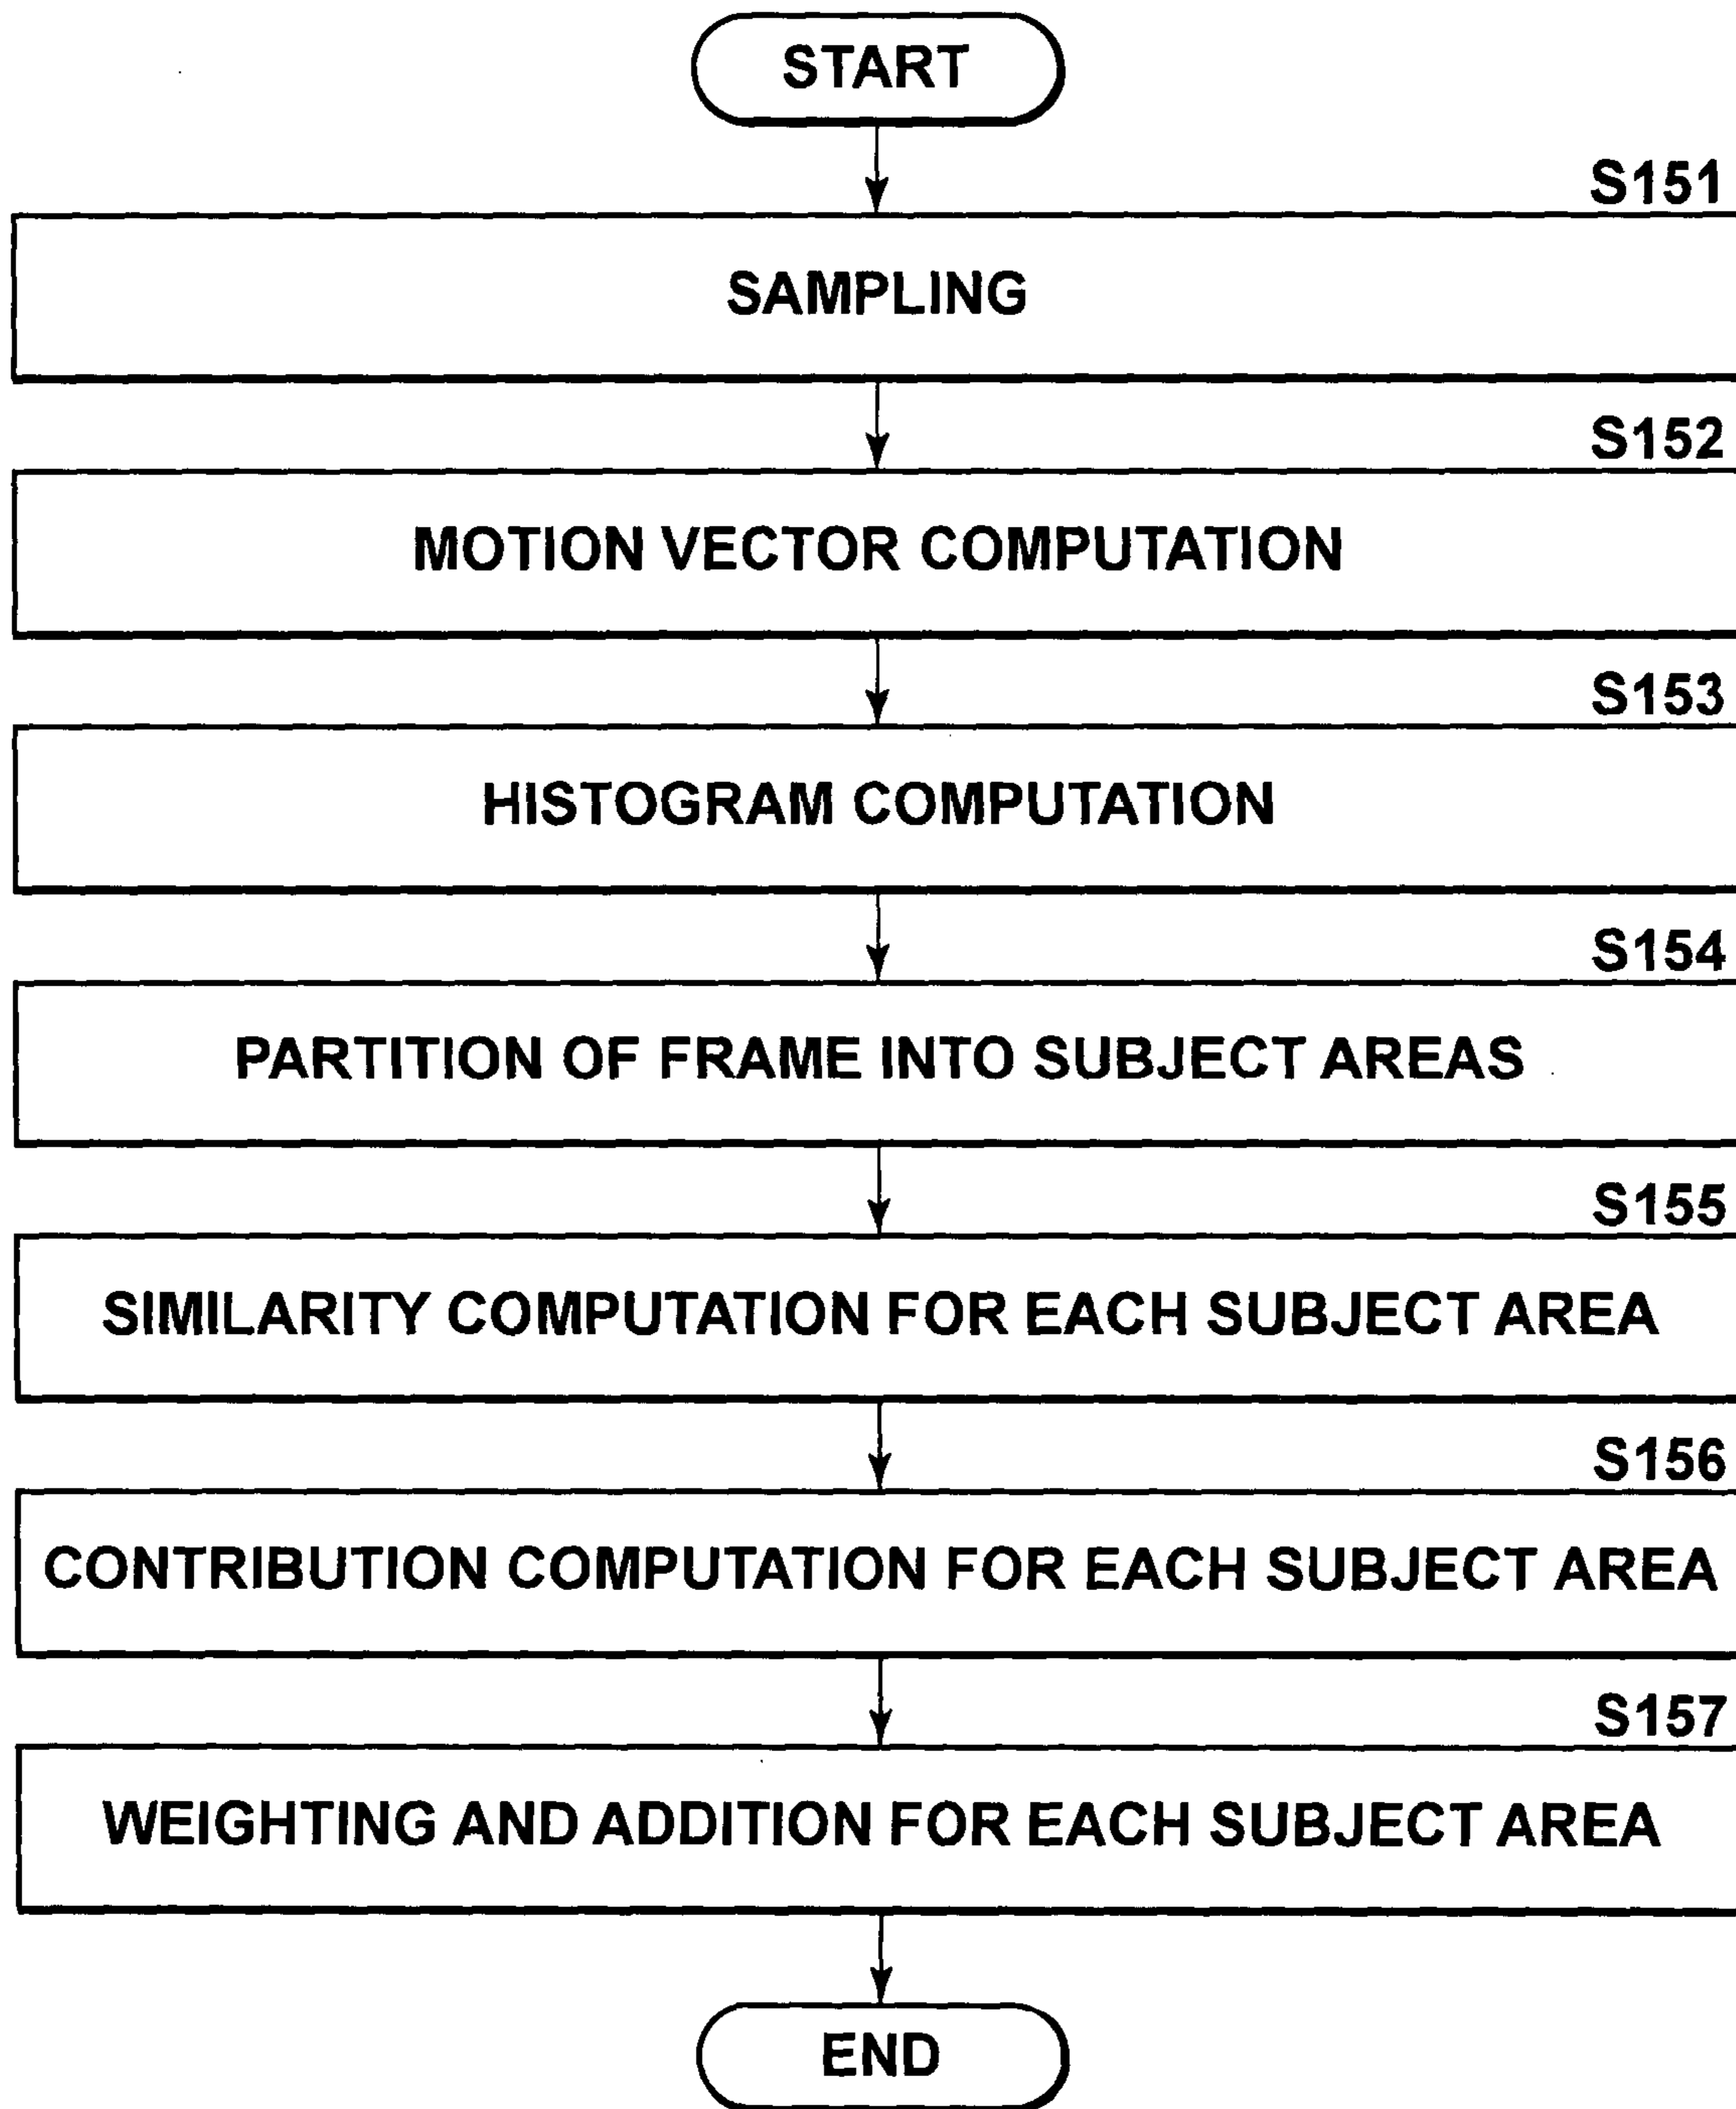 START
S151
SAMPLING
S152
MOTION VECTOR COMPUTATION
S153
HISTOGRAM COMPUTATION
S154
PARTITION OF FRAME INTO SUBJECT AREAS
S155
SIMILARITY COMPUTATION FOR EACH SUBJECT AREA
S156
CONTRIBUTION COMPUTATION FOR EACH SUBJECT AREA
S157
WEIGHTING AND ADDITION FOR EACH SUBJECT AREA
END